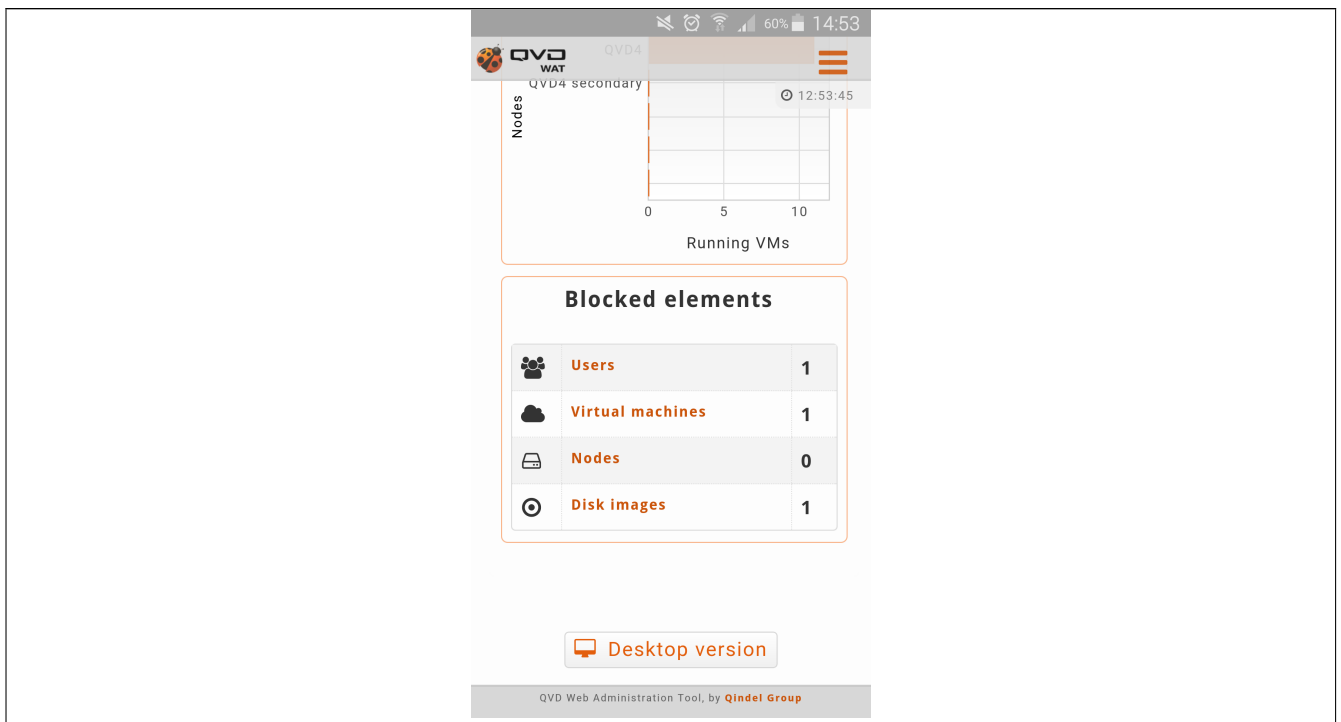 60% 14:53
QVD WAT
QVD4
QVD4 secondary
12:53:45
Nodes
0 5 10
Running VMs
Blocked elements
Users 1
Virtual machines 1
Nodes 0
Disk images 1
Desktop version
QVD Web Administration Tool, by Qindel Group